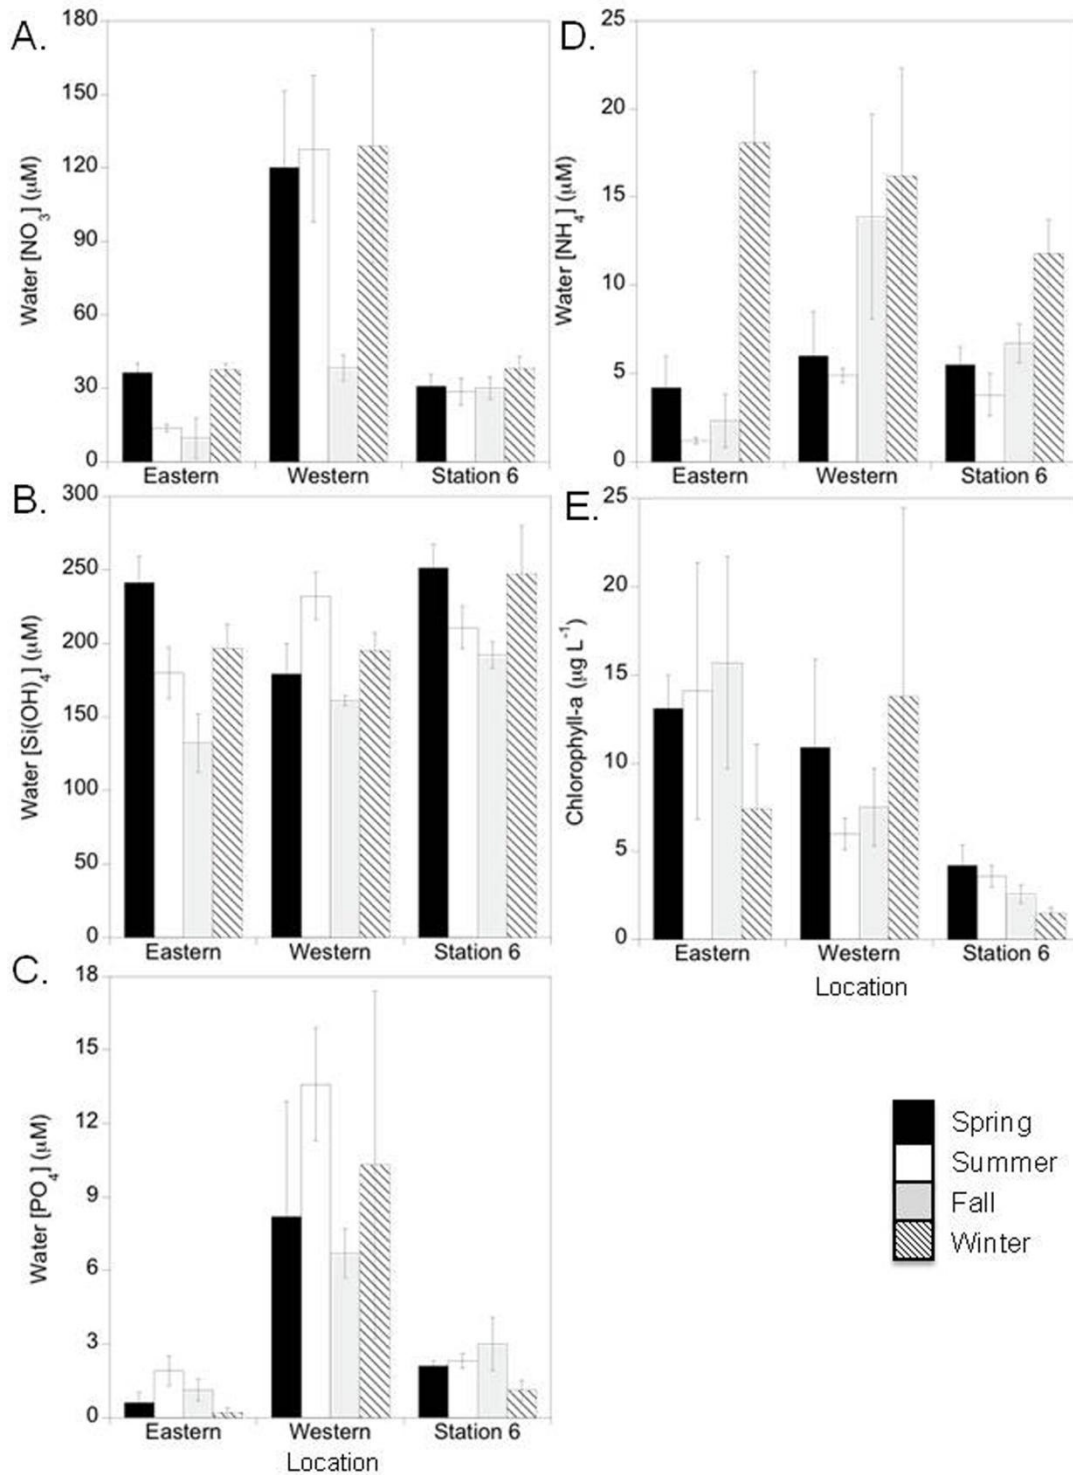 A.
180
150
120
90
60
30
0
Water [NO3] (μM)
Eastern Western Station 6
D.
25
20
15
10
5
0
Water [NH4] (μM)
Eastern Western Station 6
B.
300
250
200
150
100
50
0
Water [Si(OH)4] (μM)
Eastern Western Station 6
E.
25
20
15
10
5
0
Chlorophyll-a (μg L-1)
Eastern Western Station 6
Location
C.
18
15
12
9
6
3
0
Water [PO4] (μM)
Eastern Western Station 6
Location
Spring
Summer
Fall
Winter